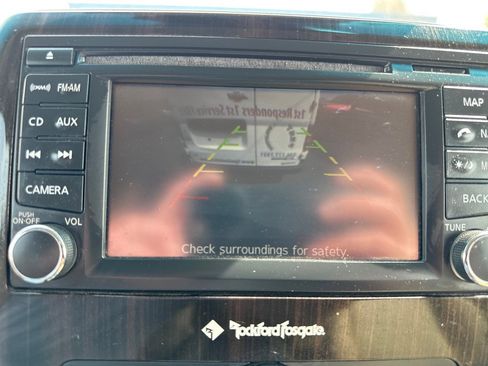 MAP
(((XM))) FM·AM
CD AUX
CAMERA
BACK
PUSH
ON·OFF
VOL
TUNE
1st Responders 1st Service
Check surroundings for safety.
Rockford Fosgate